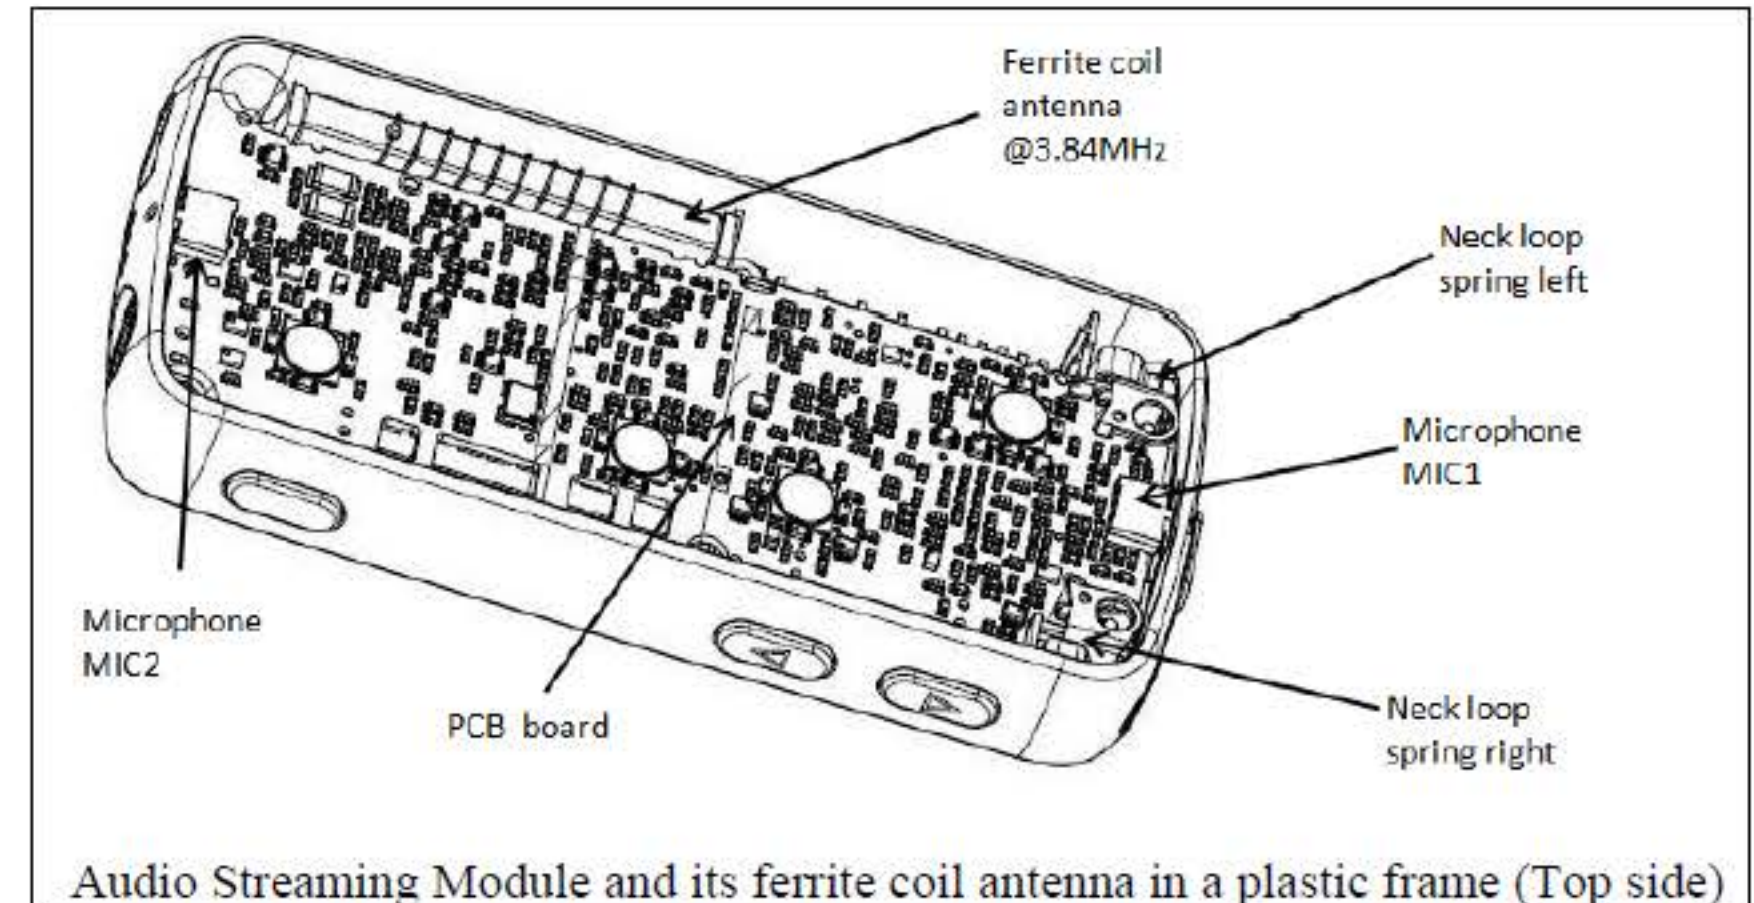 Ferrite coil
antenna
@3.84MHz
Neck loop
spring left
Microphone
MIC1
Microphone
MIC2
PCB board
Neck loop
spring right
Audio Streaming Module and its ferrite coil antenna in a plastic frame (Top side)